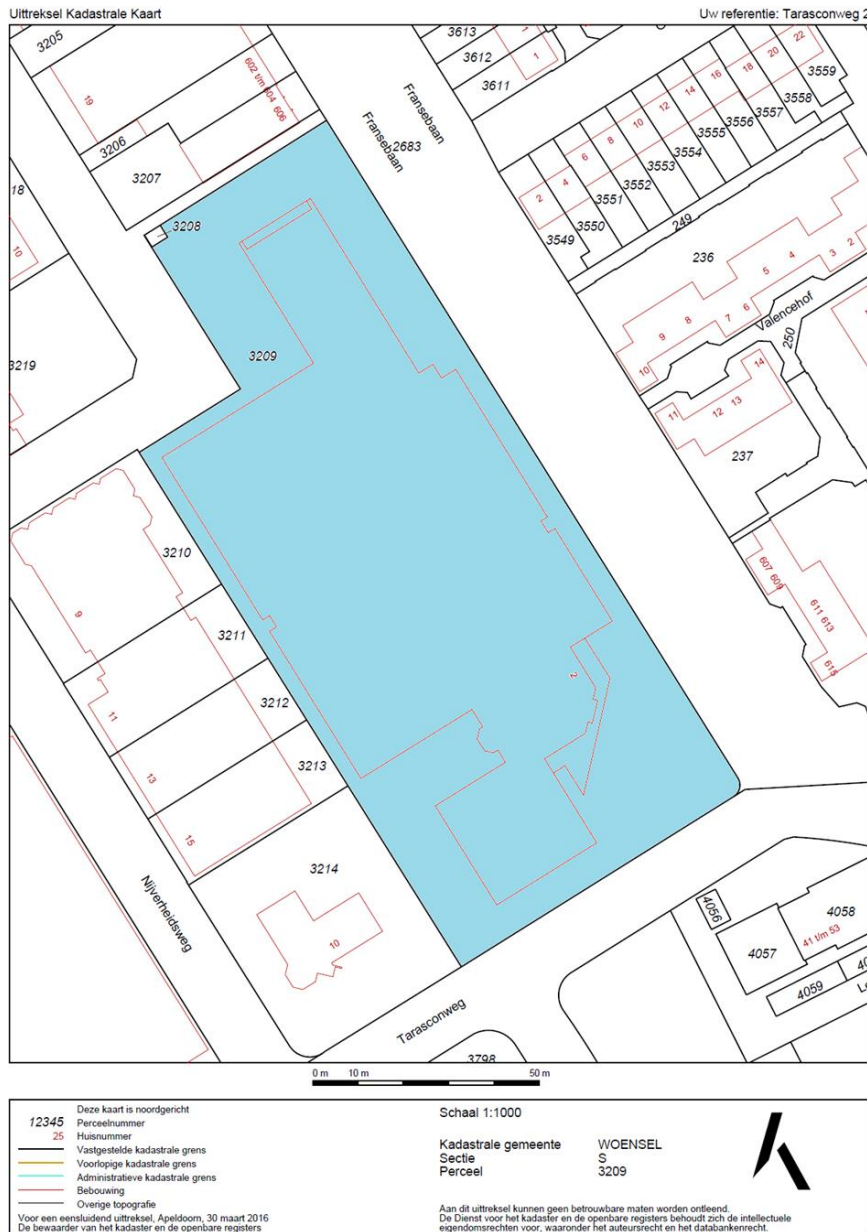 Uittreksel Kadastrale Kaart
Uw referentie: Tarasconweg 2
3205
19
602 t/m 604 606
3206
3207
3208
3209
18
10
3219
Fransebaan
Fransebaan
2683
3613
3612
3611
1
1
2
4
6
8
10
12
14
16
18
20
22
3549
3550
3551
3552
3553
3554
3555
3556
3557
3558
3559
249
236
10
9
8
7
6
5
4
3
2
Valencehof
250
11
12
13
14
237
607 609
611 613
615
3210
9
3211
11
3212
13
3213
15
3214
10
2
Nijverheidsweg
Tarasconweg
3798
4056
4057
4058
41 t/m 53
4059
0 m 10 m 50 m
Deze kaart is noordgericht
12345 Perceelnummer
25 Huisnummer
Vastgestelde kadastrale grens
Voorlopige kadastrale grens
Administratieve kadastrale grens
Bebouwing
Overige topografie
Voor een eensluidend uittreksel, Apeldoorn, 30 maart 2016
De bewaarder van het kadaster en de openbare registers
Schaal 1:1000
Kadastrale gemeente WOENSEL
Sectie S
Perceel 3209
Aan dit uittreksel kunnen geen betrouwbare maten worden ontleend.
De Dienst voor het kadaster en de openbare registers behoudt zich de intellectuele
eigendomsrechten voor, waaronder het auteursrecht en het databankenrecht.